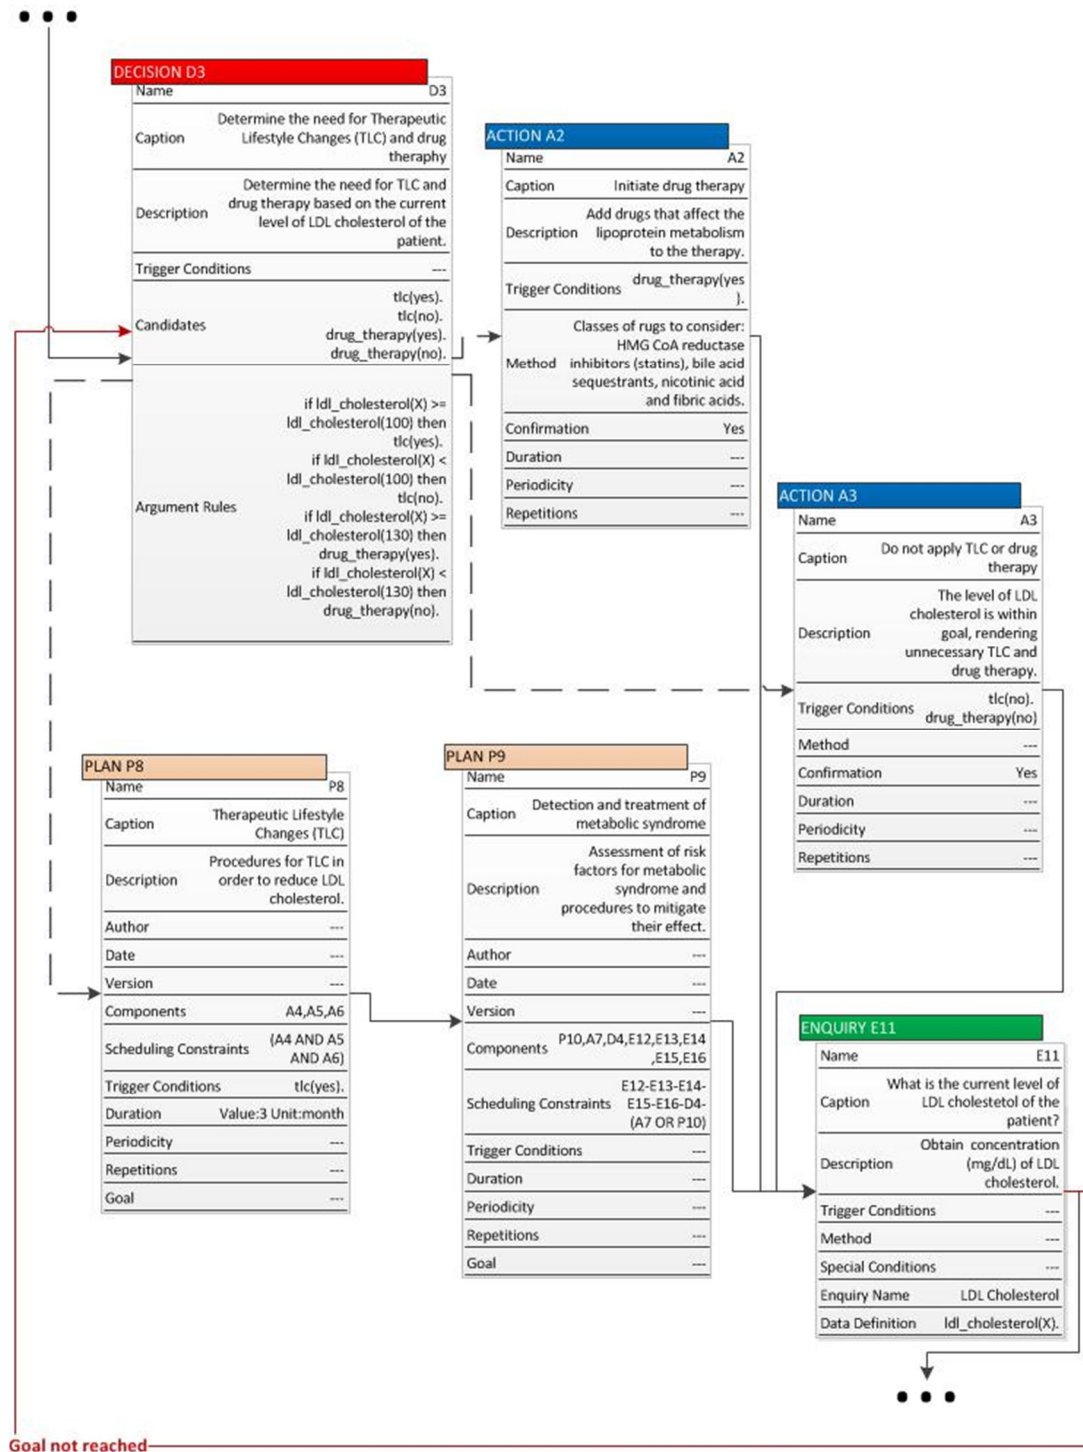 DECISION D3
Name D3
Caption Determine the need for Therapeutic
Lifestyle Changes (TLC) and drug
theraphy
Description Determine the need for TLC and
drug therapy based on the current
level of LDL cholesterol of the
patient.
Trigger Conditions ---
Candidates tlc(yes).
tlc(no).
drug_therapy(yes).
drug_therapy(no).
Argument Rules if ldl_cholesterol(X) >=
ldl_cholesterol(100) then
tlc(yes).
if ldl_cholesterol(X) <
ldl_cholesterol(100) then
tlc(no).
if ldl_cholesterol(X) >=
ldl_cholesterol(130) then
drug_therapy(yes).
if ldl_cholesterol(X) <
ldl_cholesterol(130) then
drug_therapy(no).
ACTION A2
Name A2
Caption Initiate drug therapy
Description Add drugs that affect the
lipoprotein metabolism
to the therapy.
Trigger Conditions drug_therapy(yes
).
Method Classes of rugs to consider:
HMG CoA reductase
inhibitors (statins), bile acid
sequestrants, nicotinic acid
and fibric acids.
Confirmation Yes
Duration ---
Periodicity ---
Repetitions ---
ACTION A3
Name A3
Caption Do not apply TLC or drug
therapy
Description The level of LDL
cholesterol is within
goal, rendering
unnecessary TLC and
drug therapy.
Trigger Conditions tlc(no).
drug_therapy(no)
Method ---
Confirmation Yes
Duration ---
Periodicity ---
Repetitions ---
PLAN P8
Name P8
Caption Therapeutic Lifestyle
Changes (TLC)
Description Procedures for TLC in
order to reduce LDL
cholesterol.
Author ---
Date ---
Version ---
Components A4,A5,A6
Scheduling Constraints (A4 AND A5
AND A6)
Trigger Conditions tlc(yes).
Duration Value:3 Unit:month
Periodicity ---
Repetitions ---
Goal ---
PLAN P9
Name P9
Caption Detection and treatment of
metabolic syndrome
Description Assessment of risk
factors for metabolic
syndrome and
procedures to mitigate
their effect.
Author ---
Date ---
Version ---
Components P10,A7,D4,E12,E13,E14
,E15,E16
Scheduling Constraints E12-E13-E14-
E15-E16-D4-
(A7 OR P10)
Trigger Conditions ---
Duration ---
Periodicity ---
Repetitions ---
Goal ---
ENQUIRY E11
Name E11
Caption What is the current level of
LDL cholestetol of the
patient?
Description Obtain concentration
(mg/dL) of LDL
cholesterol.
Trigger Conditions ---
Method ---
Special Conditions ---
Enquiry Name LDL Cholesterol
Data Definition ldl_cholesterol(X).
Goal not reached